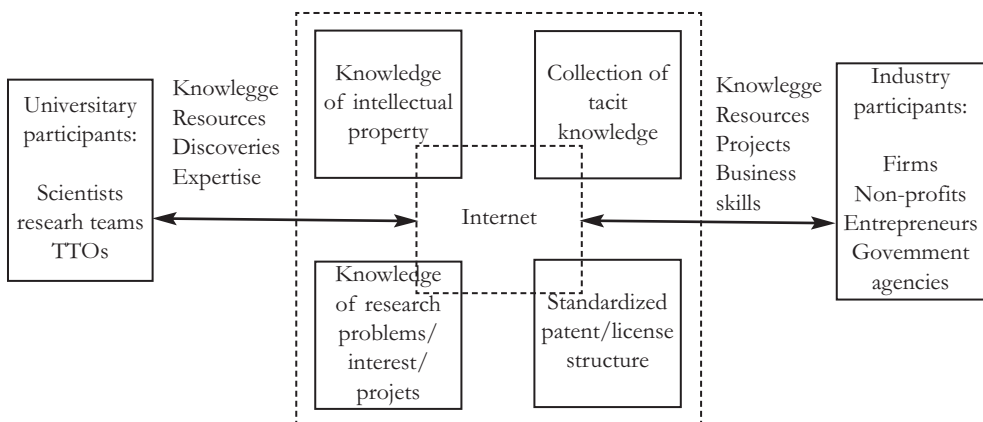 Universitary
participants:
Scientists
researh teams
TTOs
Knowlegge
Resources
Discoveries
Expertise
Knowledge
of intellectual
property
Collection of
tacit
knowledge
Internet
Knowledge
of research
problems/
interest/
projets
Standardized
patent/license
structure
Knowlegge
Resources
Projects
Business
skills
Industry
participants:
Firms
Non-profits
Entrepreneurs
Govemment
agencies